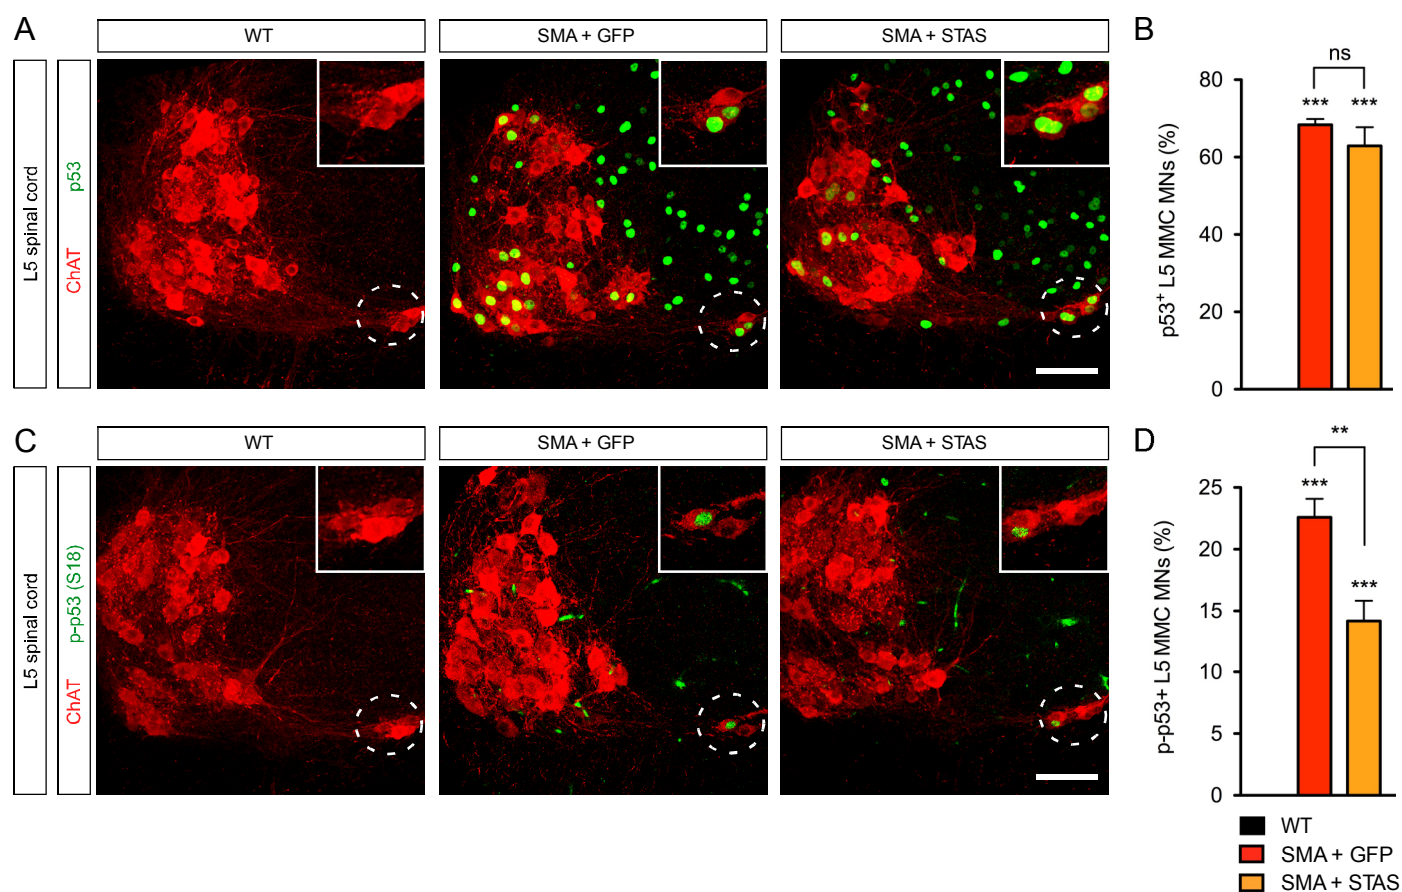 A
WT
SMA + GFP
SMA + STAS
L5 spinal cord
ChAT
p53
B
ns
80
60
40
20
0
***
***
p53+ L5 MMC MNs (%)
C
WT
SMA + GFP
SMA + STAS
L5 spinal cord
ChAT
p-p53 (S18)
D
**
25
20
15
10
5
0
***
***
p-p53+ L5 MMC MNs (%)
WT
SMA + GFP
SMA + STAS